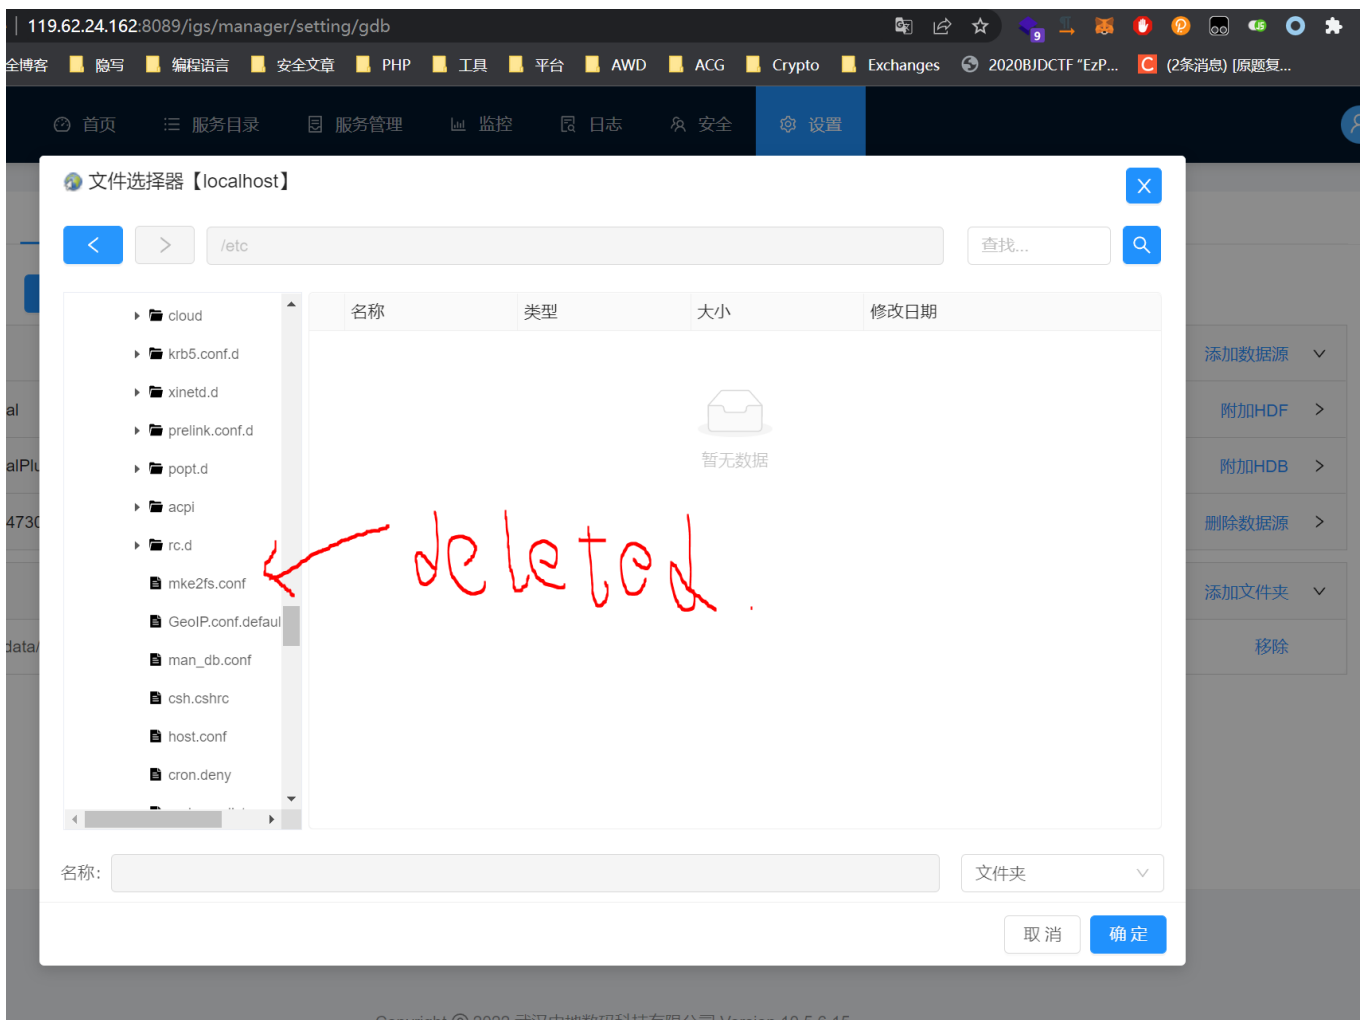 119.62.24.162:8089/igs/manager/setting/gdb
9
全博客 隐写 编程语言 安全文章 PHP 工具 平台 AWD ACG Crypto Exchanges 2020BJDCTF "EzP... (2条消息) [原题复...
首页 服务目录 服务管理 监控 日志 安全 设置
文件选择器【localhost】
X
/etc
查找...
名称 类型 大小 修改日期
cloud
krb5.conf.d
xinetd.d
prelink.conf.d
popt.d
acpi
rc.d
mke2fs.conf
GeoIP.conf.defaul
man_db.conf
csh.cshrc
host.conf
cron.deny
暂无数据
deleted.
添加数据源
al
附加HDF
alPlu
附加HDB
4730
删除数据源
添加文件夹
data/
移除
名称:
文件夹
取 消
确 定